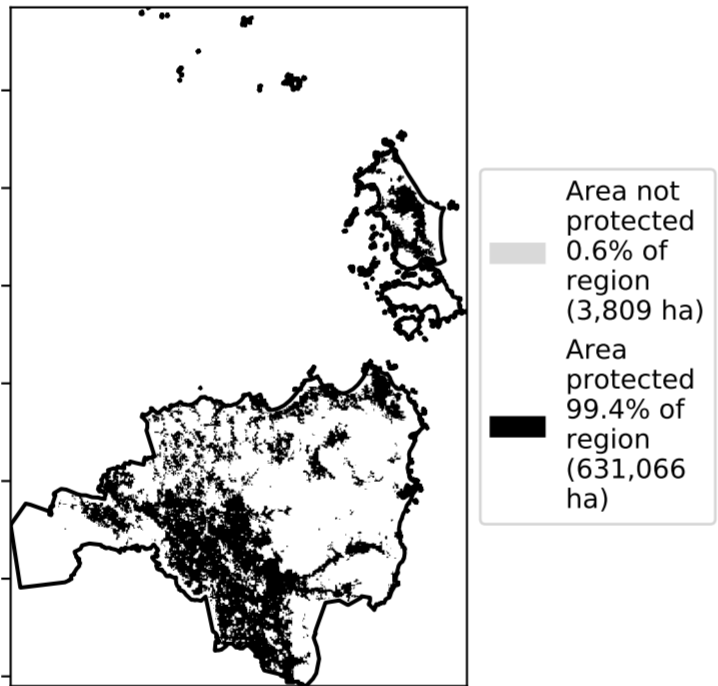 Area not
protected
0.6% of
region
(3,809 ha)
Area
protected
99.4% of
region
(631,066
ha)